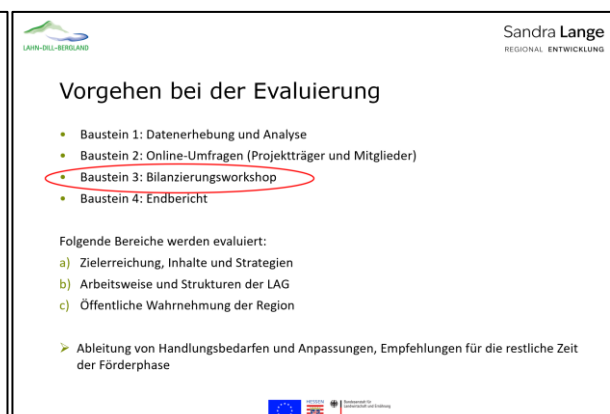 LAHN-DILL-BERGLAND
Sandra Lange
REGIONAL ENTWICKLUNG
Vorgehen bei der Evaluierung
• Baustein 1: Datenerhebung und Analyse
• Baustein 2: Online-Umfragen (Projektträger und Mitglieder)
• Baustein 3: Bilanzierungsworkshop
• Baustein 4: Endbericht
Folgende Bereiche werden evaluiert:
a) Zielerreichung, Inhalte und Strategien
b) Arbeitsweise und Strukturen der LAG
c) Öffentliche Wahrnehmung der Region
➢ Ableitung von Handlungsbedarfen und Anpassungen, Empfehlungen für die restliche Zeit
der Förderphase
HESSEN